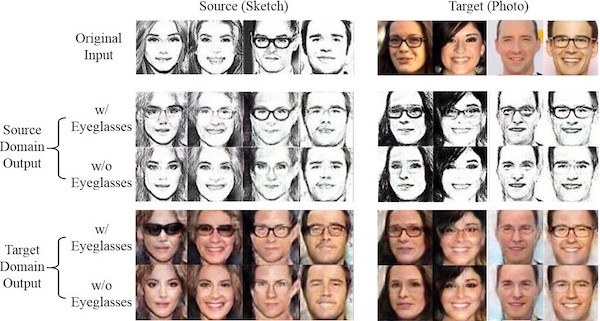 Source (Sketch)
Target (Photo)
Original
Input
Source
Domain
Output
w/
Eyeglasses
w/o
Eyeglasses
Target
Domain
Output
w/
Eyeglasses
w/o
Eyeglasses